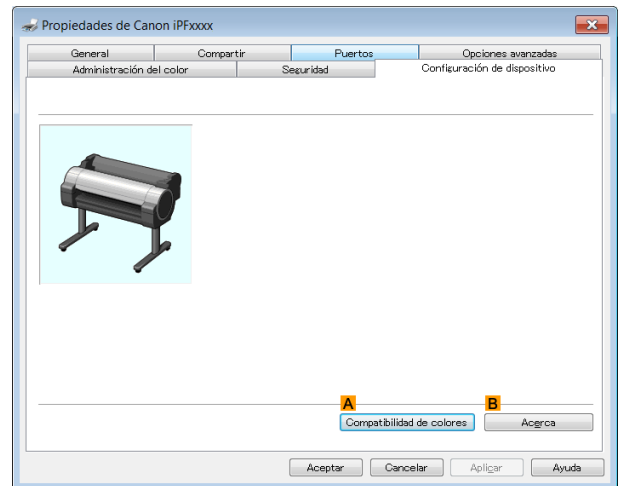 Propiedades de Canon iPFxxxx
General Compartir Puertos Opciones avanzadas
Administración del color Seguridad Configuración de dispositivo
A B
Compatibilidad de colores Acerca
Aceptar Cancelar Aplicar Ayuda